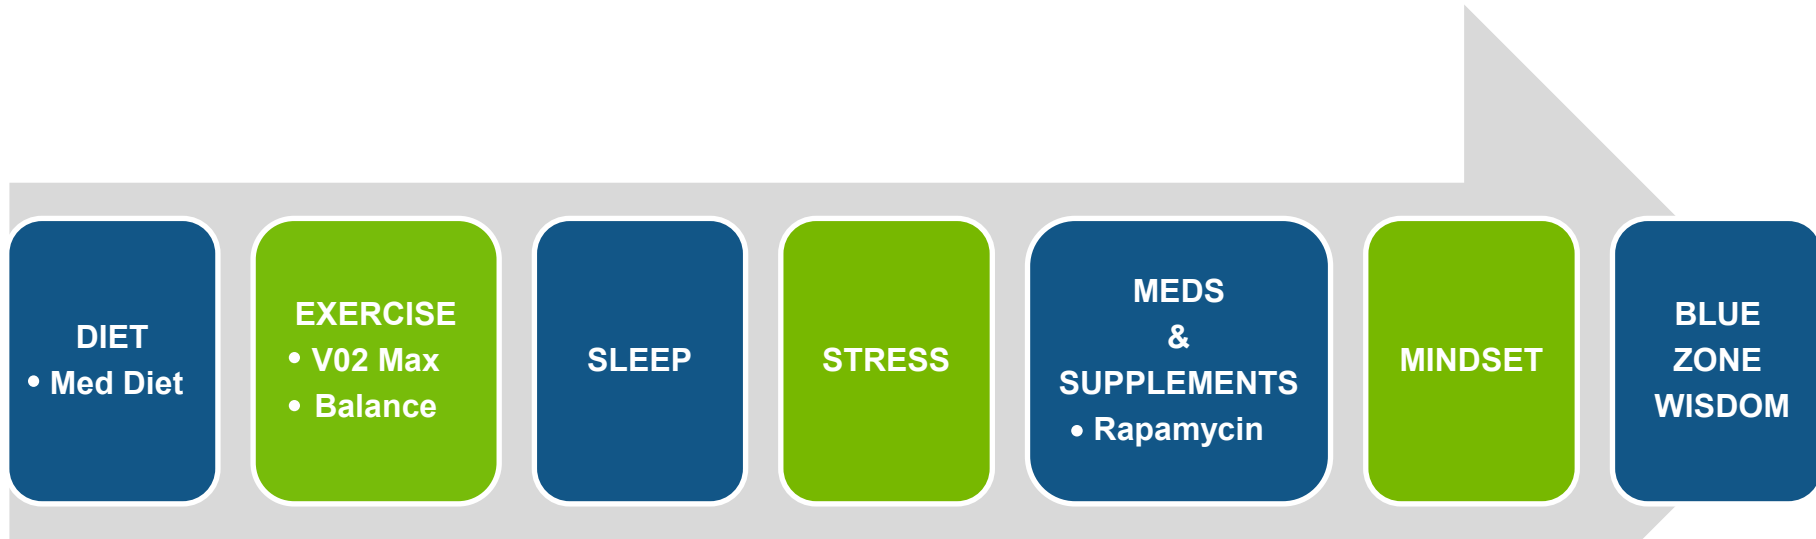 DIET
• Med Diet
EXERCISE
• V02 Max
• Balance
SLEEP
STRESS
MEDS
&
SUPPLEMENTS
• Rapamycin
MINDSET
BLUE
ZONE
WISDOM